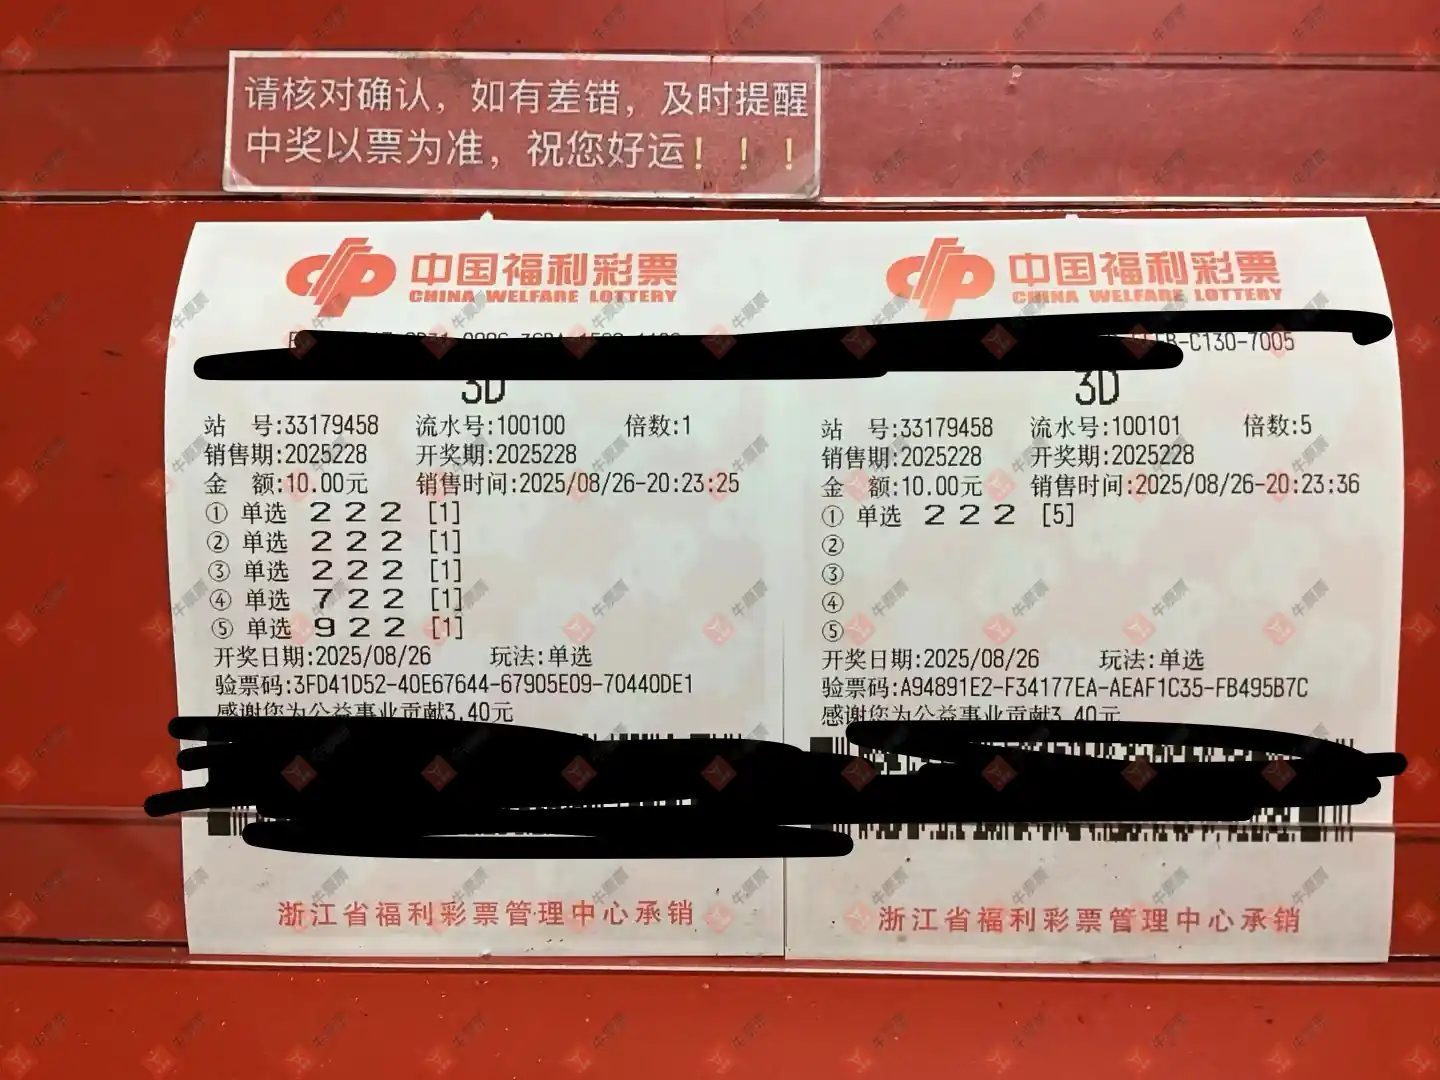 请核对确认，如有差错，及时提醒
中奖以票为准，祝您好运！！！
中国福利彩票
CHINA WELFARE LOTTERY
3D
站 号:33179458 流水号:100100 倍数:1
销售期:2025228 开奖期:2025228
金 额:10.00元 销售时间:2025/08/26-20:23:25
① 单选 2 2 2 [1]
② 单选 2 2 2 [1]
③ 单选 2 2 2 [1]
④ 单选 7 2 2 [1]
⑤ 单选 9 2 2 [1]
开奖日期:2025/08/26 玩法:单选
验票码:3FD41D52-40E67644-67905E09-70440DE1
感谢您为公益事业贡献3.40元
浙江省福利彩票管理中心承销
中国福利彩票
CHINA WELFARE LOTTERY
-C130-7005
3D
站 号:33179458 流水号:100101 倍数:5
销售期:2025228 开奖期:2025228
金 额:10.00元 销售时间:2025/08/26-20:23:36
① 单选 2 2 2 [5]
②
③
④
⑤
开奖日期:2025/08/26 玩法:单选
验票码:A94891E2-F34177EA-AEAF1C35-FB495B7C
感谢您为公益事业贡献3.40元
浙江省福利彩票管理中心承销